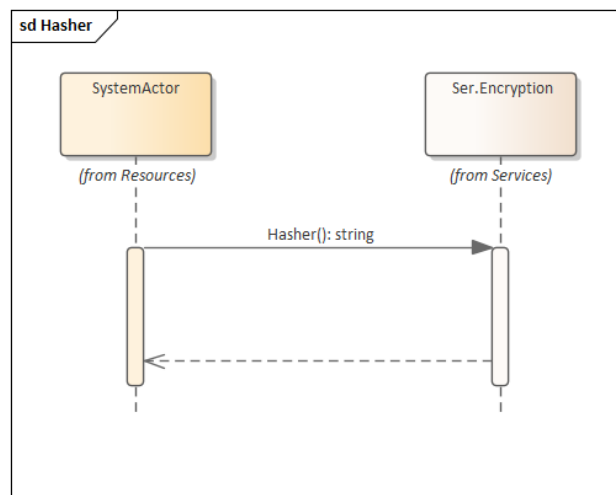 sd Hasher
SystemActor
Ser.Encryption
(from Resources)
(from Services)
Hasher(): string